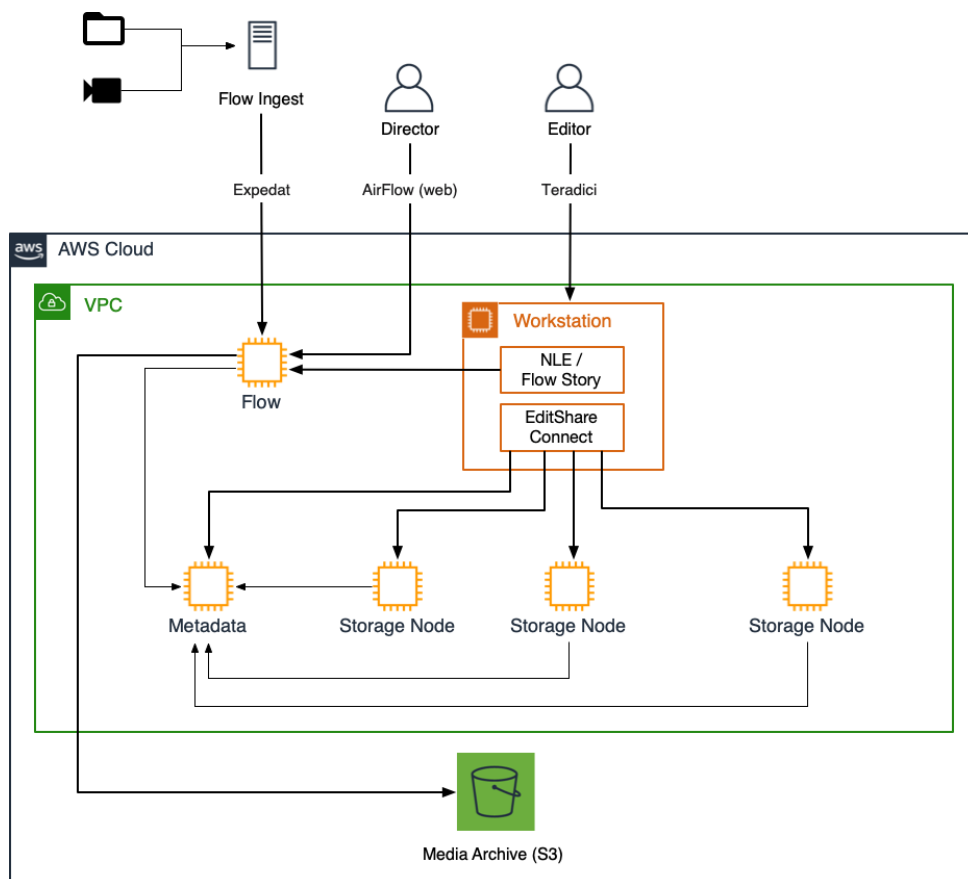 Flow Ingest
Director
Editor
Expedat
AirFlow (web)
Teradici
aws
AWS Cloud
VPC
Workstation
NLE /
Flow Story
Flow
EditShare
Connect
Metadata
Storage Node
Storage Node
Storage Node
Media Archive (S3)